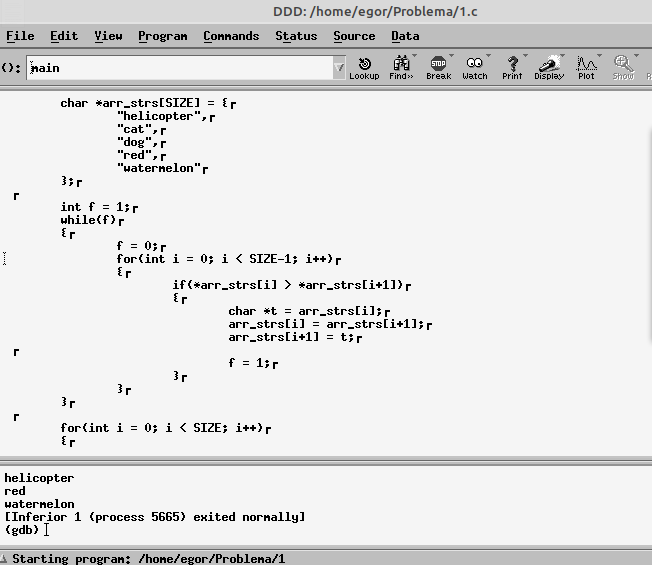 DDD: /home/egor/Problema/1.c
File Edit View Program Commands Status Source Data
(): main
Lookup Find>> Break Watch Print Display Plot Show
STOP
char *arr_strs[SIZE] = {
"helicopter",
"cat",
"dog",
"red",
"watermelon"
};
int f = 1;
while(f)
{
f = 0;
for(int i = 0; i < SIZE-1; i++)
{
if(*arr_strs[i] > *arr_strs[i+1])
{
char *t = arr_strs[i];
arr_strs[i] = arr_strs[i+1];
arr_strs[i+1] = t;
f = 1;
}
}
}
for(int i = 0; i < SIZE; i++)
{
helicopter
red
watermelon
[Inferior 1 (process 5665) exited normally]
(gdb)
Starting program: /home/egor/Problema/1